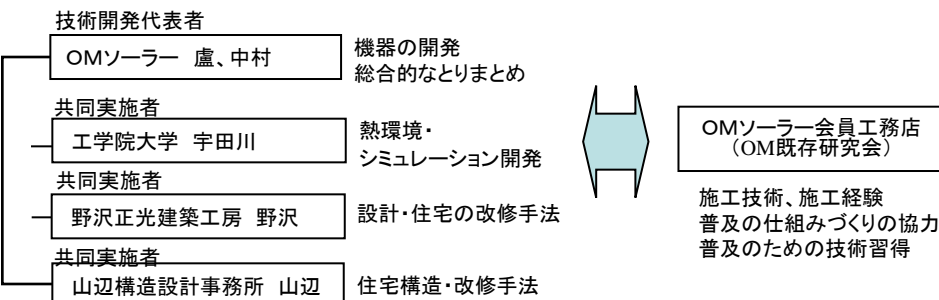 技術開発代表者
OMソーラー 盧、中村
機器の開発
総合的なとりまとめ
共同実施者
工学院大学 宇田川
熱環境・
シミュレーション開発
共同実施者
野沢正光建築工房 野沢
設計・住宅の改修手法
共同実施者
山辺構造設計事務所 山辺
住宅構造・改修手法
OMソーラー会員工務店
（OM既存研究会）
施工技術、施工経験
普及の仕組みづくりの協力
普及のための技術習得